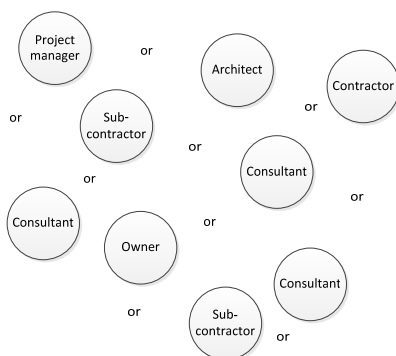 Project
manager
or
Architect
Contractor
or
or
Sub-
contractor
or
Consultant
or
or
Consultant
or
Owner
Consultant
or
Sub-
contractor
or